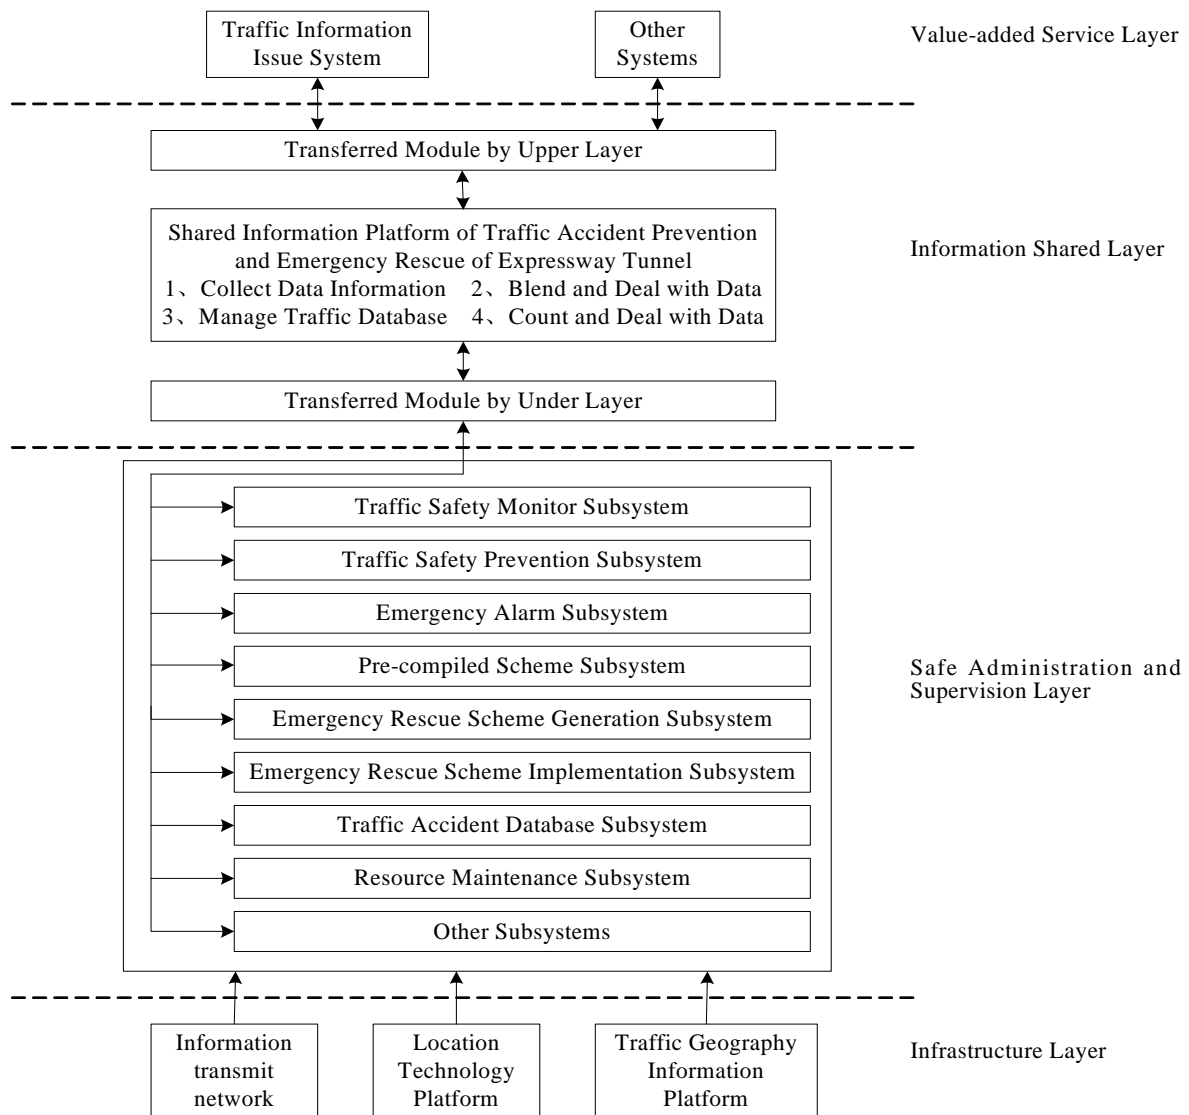 Traffic Information
Issue System
Other
Systems
Value-added Service Layer
Transferred Module by Upper Layer
Shared Information Platform of Traffic Accident Prevention
and Emergency Rescue of Expressway Tunnel
1、Collect Data Information 2、Blend and Deal with Data
3、Manage Traffic Database 4、Count and Deal with Data
Information Shared Layer
Transferred Module by Under Layer
Traffic Safety Monitor Subsystem
Traffic Safety Prevention Subsystem
Emergency Alarm Subsystem
Pre-compiled Scheme Subsystem
Emergency Rescue Scheme Generation Subsystem
Emergency Rescue Scheme Implementation Subsystem
Traffic Accident Database Subsystem
Resource Maintenance Subsystem
Other Subsystems
Safe Administration and
Supervision Layer
Information
transmit
network
Location
Technology
Platform
Traffic Geography
Information
Platform
Infrastructure Layer